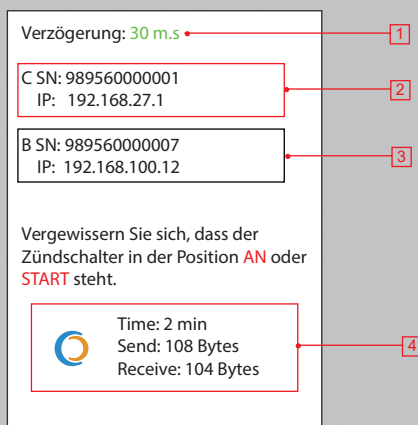 Verzögerung: 30 m.s
1
C SN: 989560000001
IP: 192.168.27.1
2
B SN: 989560000007
IP: 192.168.100.12
3
Vergewissern Sie sich, dass der
Zündschalter in der Position AN oder
START steht.
Time: 2 min
Send: 108 Bytes
Receive: 104 Bytes
4